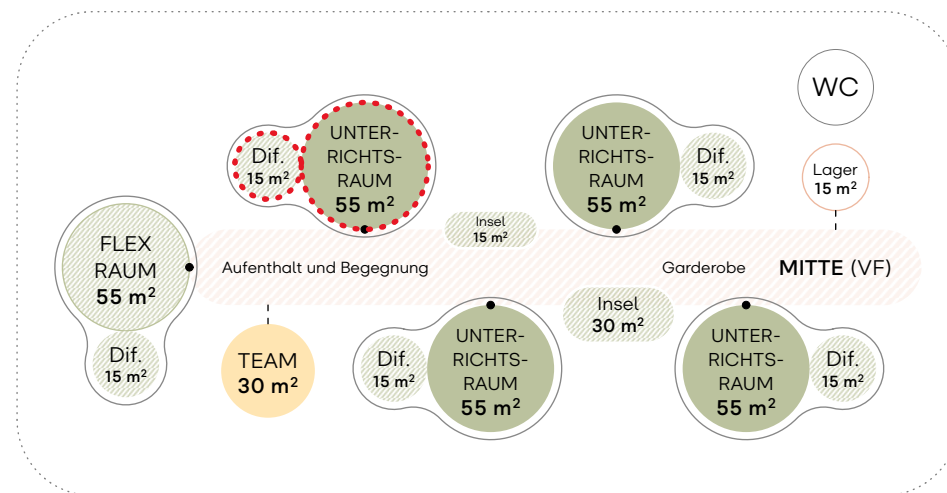 WC
UNTER-
RICHTS-
RAUM
55 m²
Dif.
15 m²
UNTER-
RICHTS-
RAUM
55 m²
Dif.
15 m²
Lager
15 m²
Insel
15 m²
FLEX
RAUM
55 m²
Dif.
15 m²
Aufenthalt und Begegnung
Garderobe
MITTE (VF)
Insel
30 m²
TEAM
30 m²
Dif.
15 m²
UNTER-
RICHTS-
RAUM
55 m²
UNTER-
RICHTS-
RAUM
55 m²
Dif.
15 m²